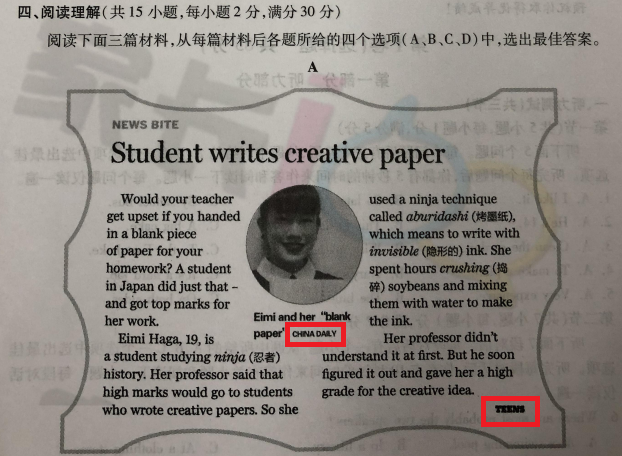 四、阅读理解(共15小题,每小题2分,满分30分)
阅读下面三篇材料,从每篇材料后各题所给的四个选项(A、B、C、D)中,选出最佳答案。
A
NEWS BITE
Student writes creative paper
Would your teacher
get upset if you handed
in a blank piece
of paper for your
homework? A student
in Japan did just that –
and got top marks for
her work.
Eimi Haga, 19, is
a student studying ninja (忍者)
history. Her professor said that
high marks would go to students
who wrote creative papers. So she
Eimi and her "blank
paper" CHINA DAILY
used a ninja technique
called aburidashi (烤墨纸),
which means to write with
invisible (隐形的) ink. She
spent hours crushing (捣
碎) soybeans and mixing
them with water to make
the ink.
Her professor didn't
understand it at first. But he soon
figured it out and gave her a high
grade for the creative idea.
TEENS